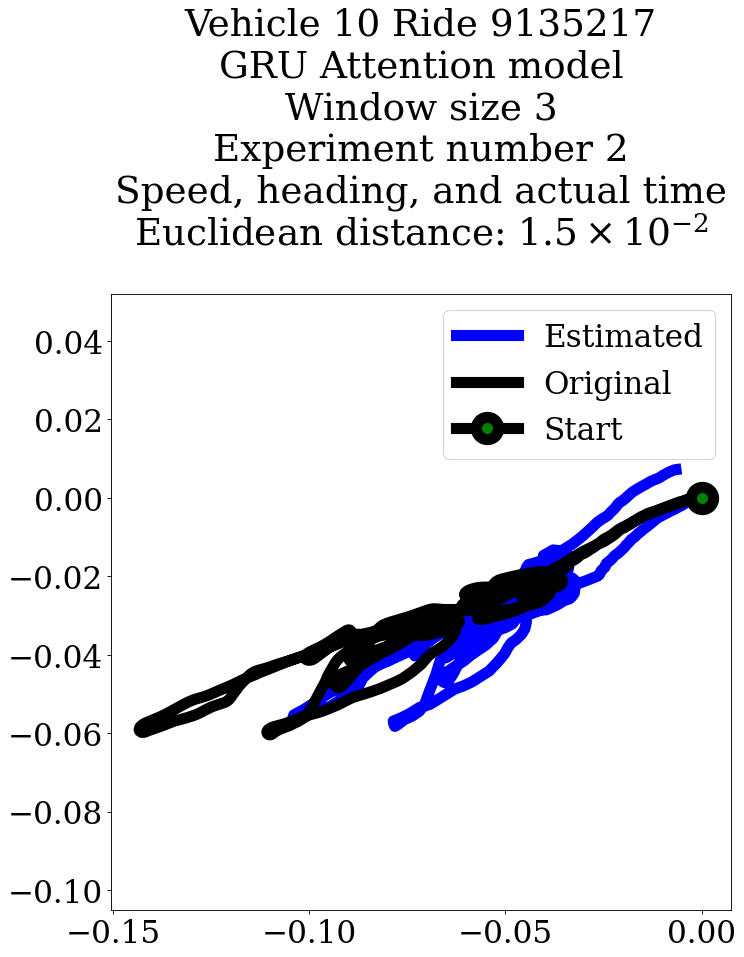 Vehicle 10 Ride 9135217
GRU Attention model
Window size 3
Experiment number 2
Speed, heading, and actual time
Euclidean distance: 1.5 × 10⁻²
Estimated
Original
Start
0.04
0.02
0.00
−0.02
−0.04
−0.06
−0.08
−0.10
−0.15 −0.10 −0.05 0.00